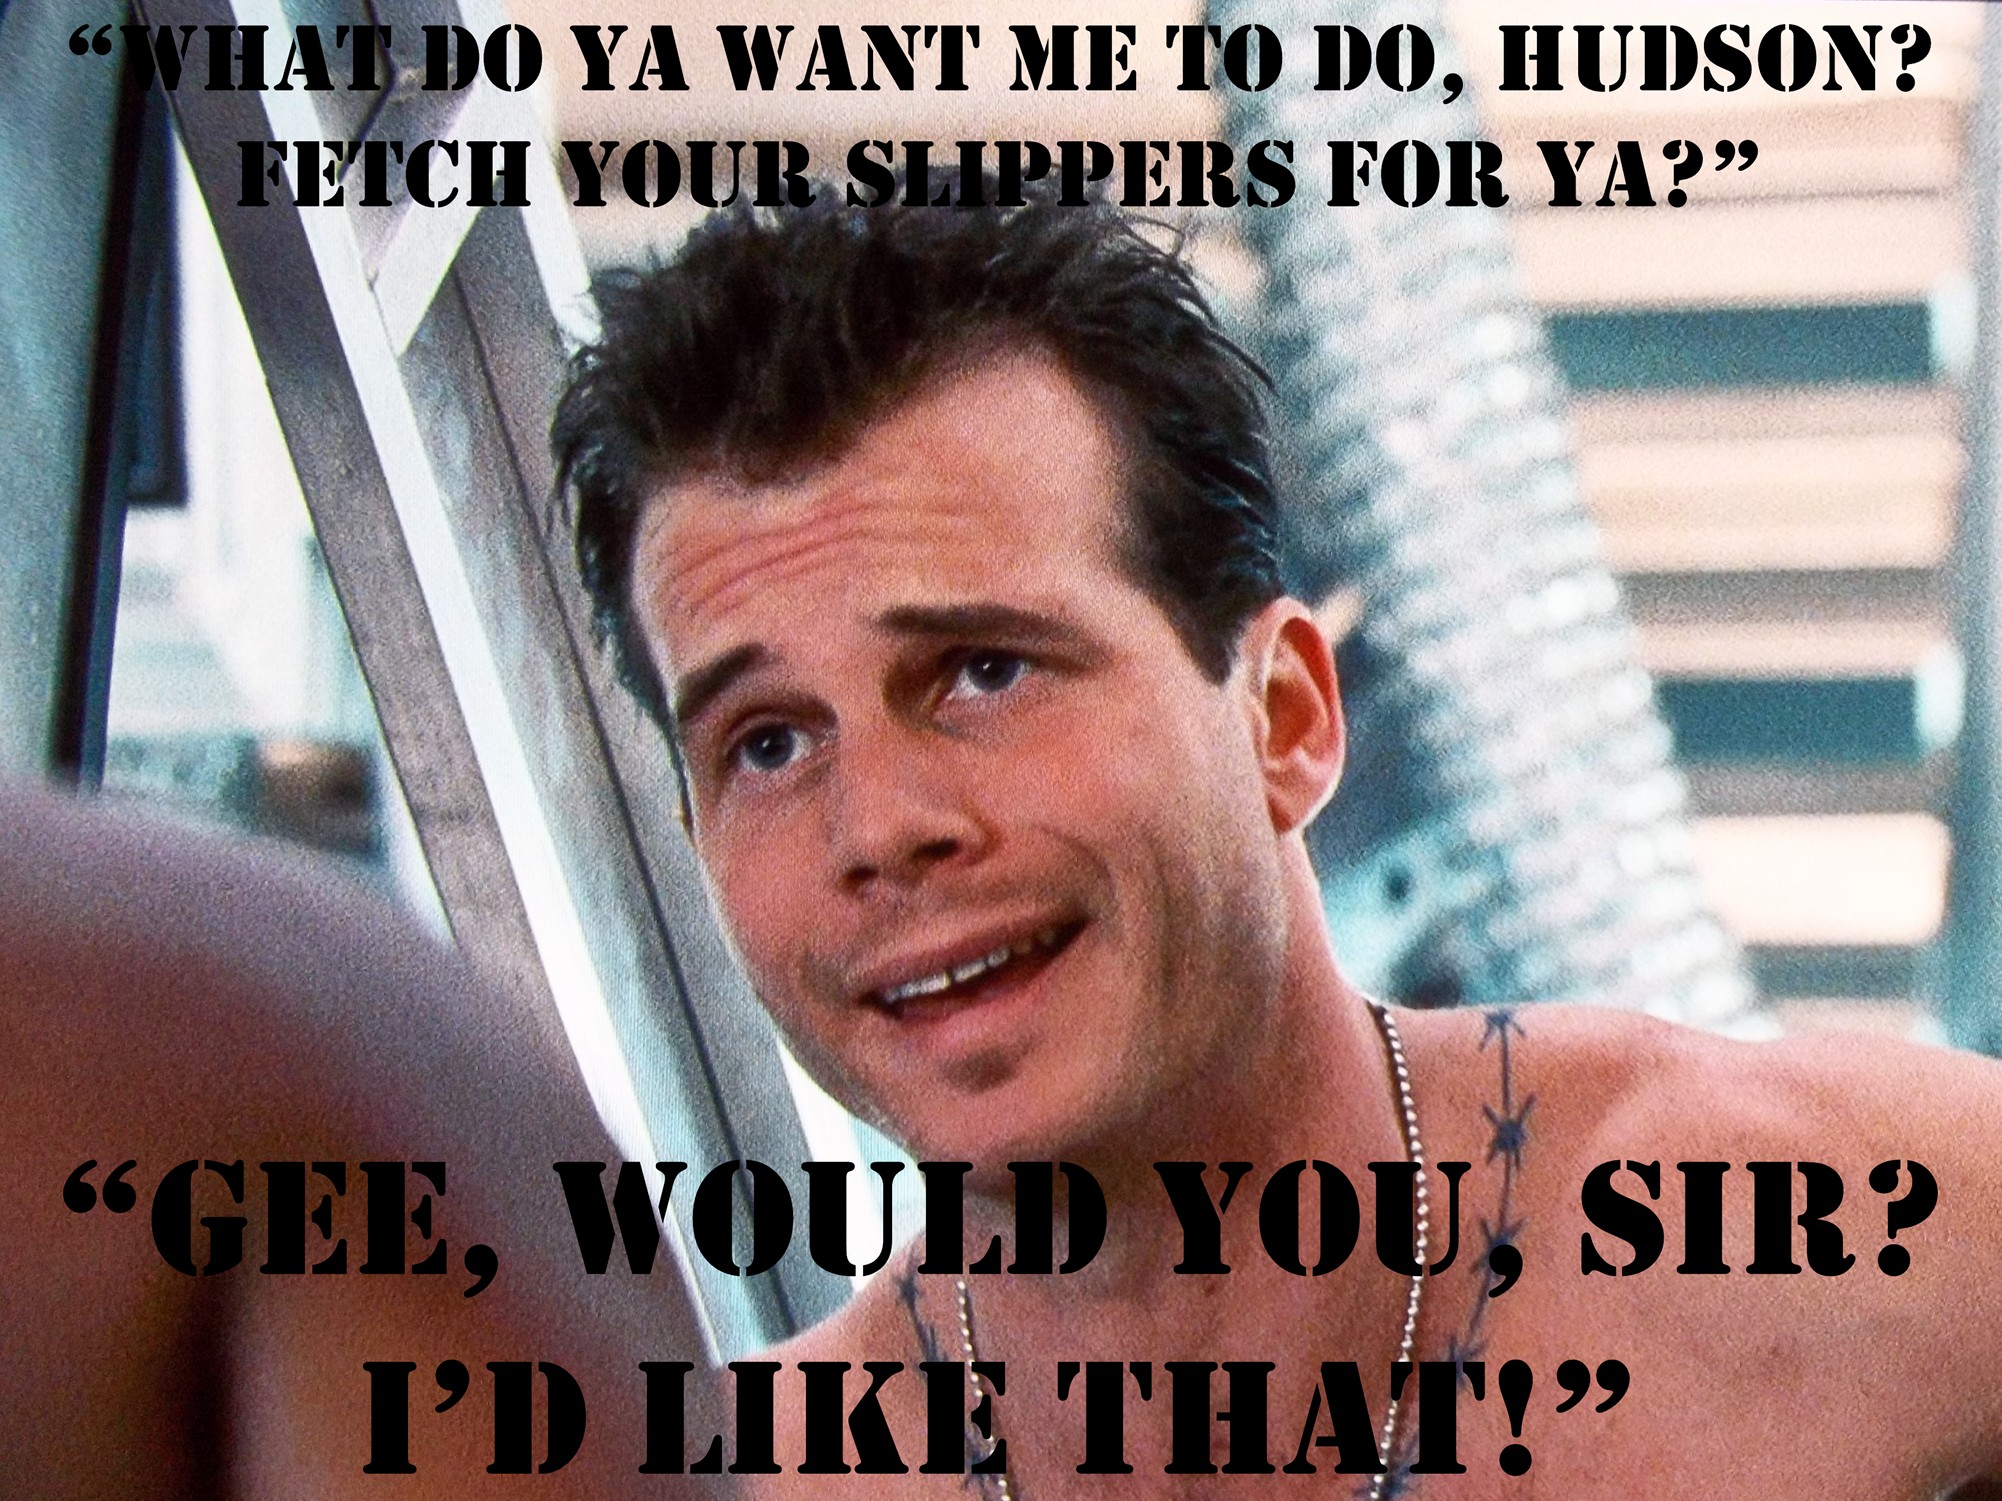 “WHAT DO YA WANT ME TO DO, HUDSON?
FETCH YOUR SLIPPERS FOR YA?”
“GEE, WOULD YOU, SIR?
I’D LIKE THAT!”